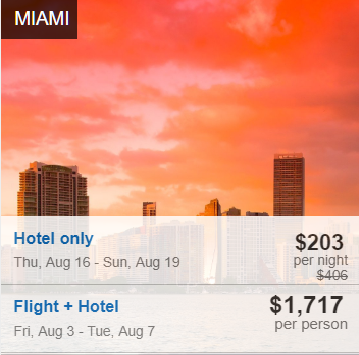 MIAMI
Hotel only
$203
Thu, Aug 16 - Sun, Aug 19
per night
$406
Flight + Hotel
$1,717
Fri, Aug 3 - Tue, Aug 7
per person